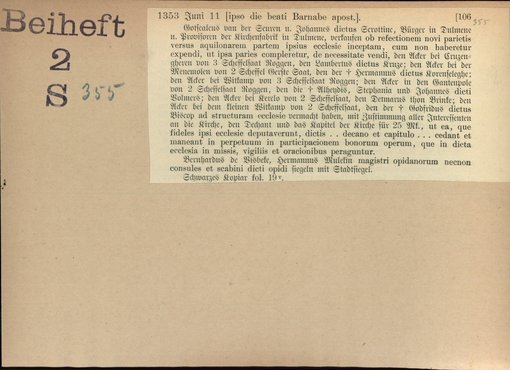 Beiheft
2
S 355
1353 Juni 11 [ipso die beati Barnabe apost.]. [106
355
Gotscalcus van der Seuren u. Johannes dictus Scrottinc, Bürger in Dulmene
u. Provisoren der Kirchenfabrik in Dulmene, verkaufen ob refectionem novi parietis
versus aquilonarem partem ipsius ecclesie inceptam, cum non haberetur
expendi, ut ipsa paries compleretur, de necessitate vendi, den Acker bei
gheren von 3 Scheffelsaat Roggen, den Lambertus dictus Kruze; den Acker bei der
von 2 Scheffel Gerste Saat, den der † Hermannus dictus
den Acker bei Witkamp von 3 Scheffelsaat Roggen; den Acker in den Gantenpole
von 2 Scheffelsaat Roggen, den die † Alheydis, Stephania und Johannes dicti
Volmers; den Acker bei Kerclo von 2 Scheffelsaat, den Detmarus thon Brinke; den
Acker bei dem kleinen Witkamp von 2 Scheffelsaat, den der † Godfridus dictus
Biscop ad structuram ecclesie vermacht haben, mit Zustimmung aller Interessenten
an die Kirche, den Dechant und das Kapitel der Kirche für 25 Mk., ut ea, que
fideles ipsi ecclesie deputaverunt, dictis . . decano et capitulo . . . cedant et
maneant in perpetuum in participacionem bonorum operum, que in dicta
ecclesia in missis, vigiliis et oracionibus peraguntur.
Bernhardus de Visbeke, Hermannus Mulefin magistri opidanorum necnon
consules et scabini dicti opidi siegeln mit Stadtsiegel.
Schwarzes Kopiar fol. 19v.